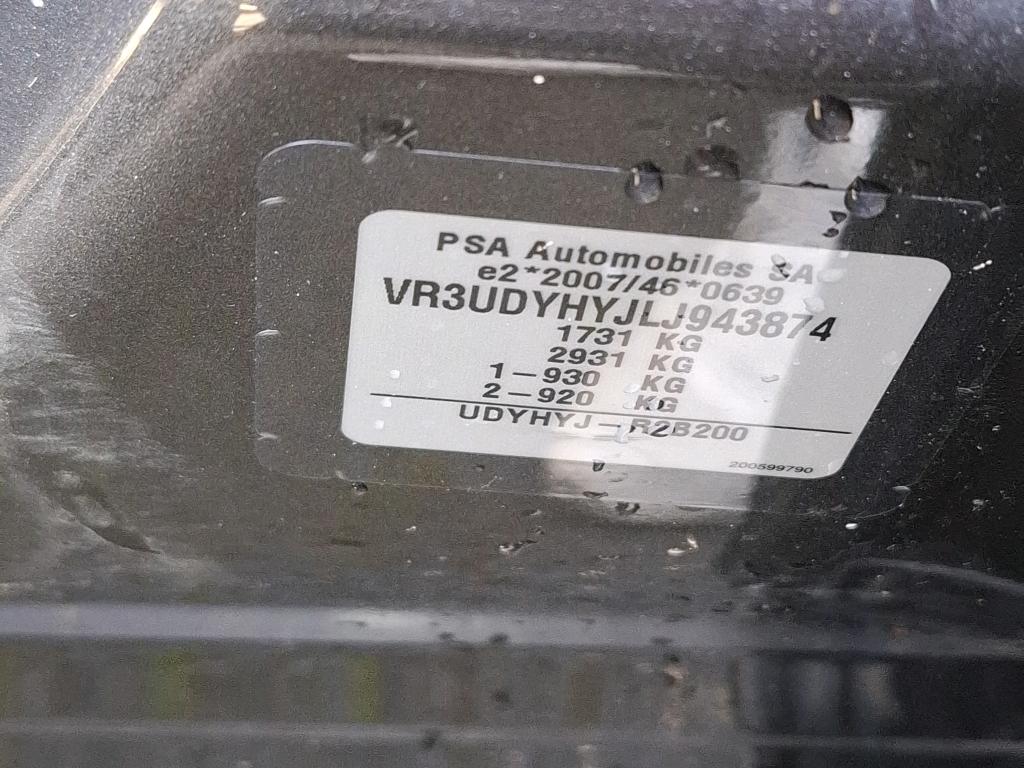 PSA Automobiles SA
e2*2007/46*0639
VR3UDYHYJLJ943874
1731 KG
2931 KG
1-930 KG
2-920 KG
UDYHYJ-R2B200
200599790